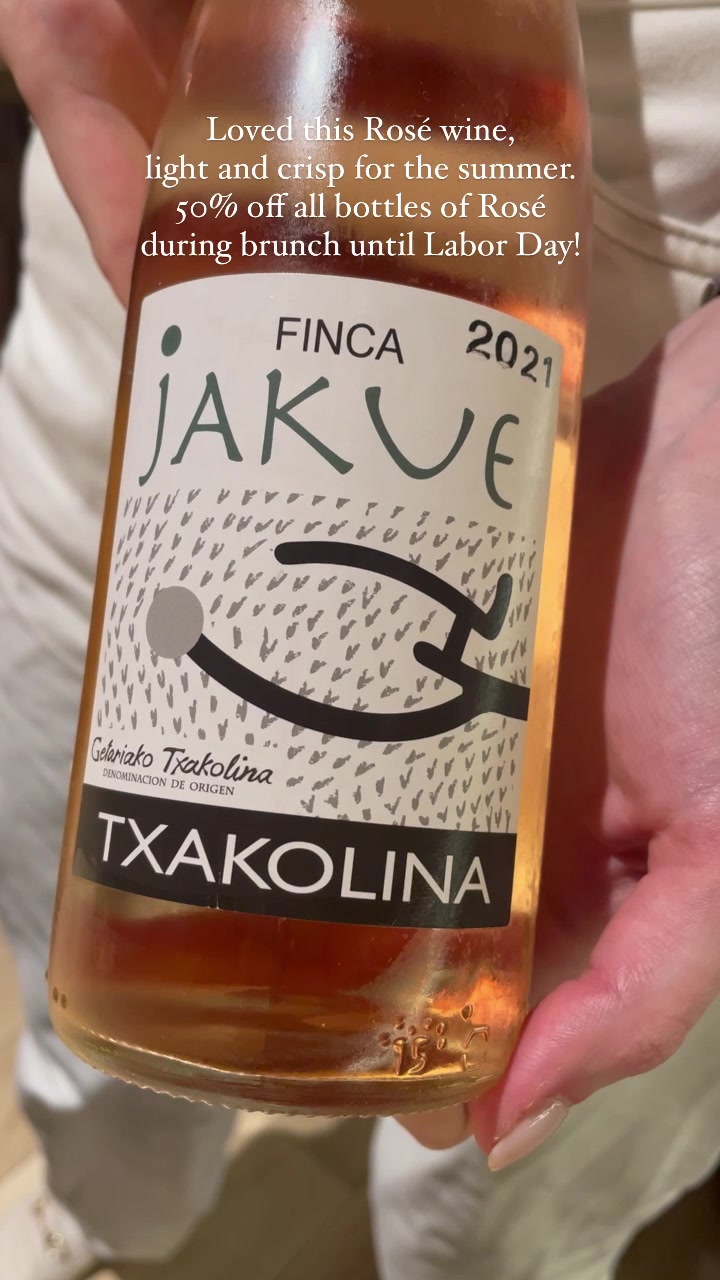 Loved this Rosé wine,
light and crisp for the summer.
50% off all bottles of Rosé
during brunch until Labor Day!
FINCA
2021
jAKUE
Getariako Txakolina
DENOMINACION DE ORIGEN
TXAKOLINA
15